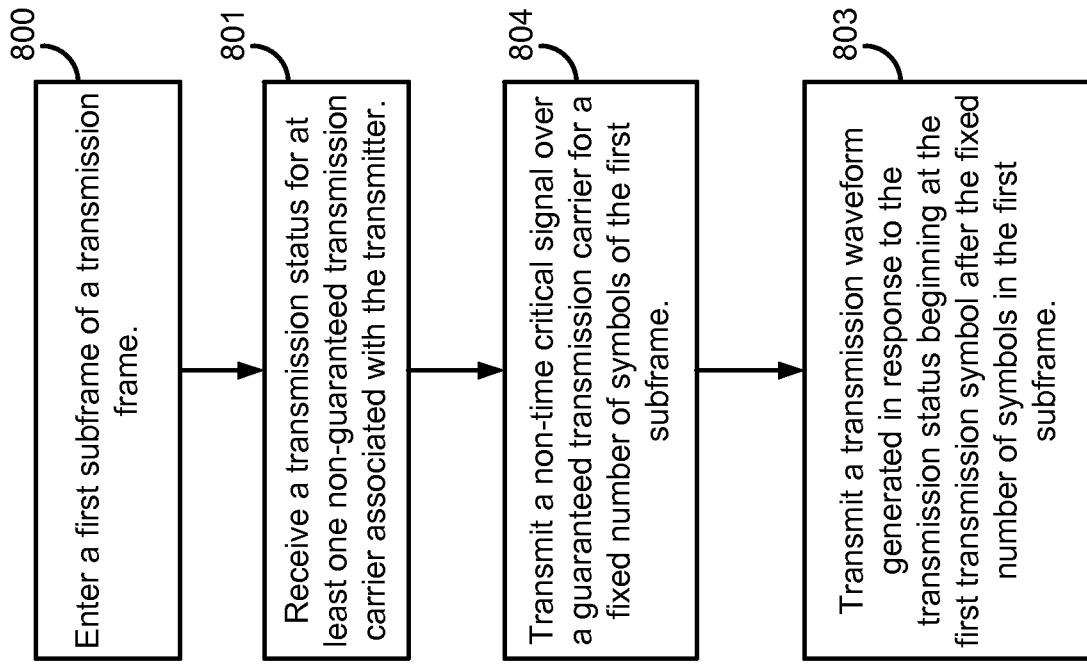 800
Enter a first subframe of a transmission
frame.
801
Receive a transmission status for at
least one non-guaranteed transmission
carrier associated with the transmitter.
804
Transmit a non-time critical signal over
a guaranteed transmission carrier for a
fixed number of symbols of the first
subframe.
803
Transmit a transmission waveform
generated in response to the
transmission status beginning at the
first transmission symbol after the fixed
number of symbols in the first
subframe.